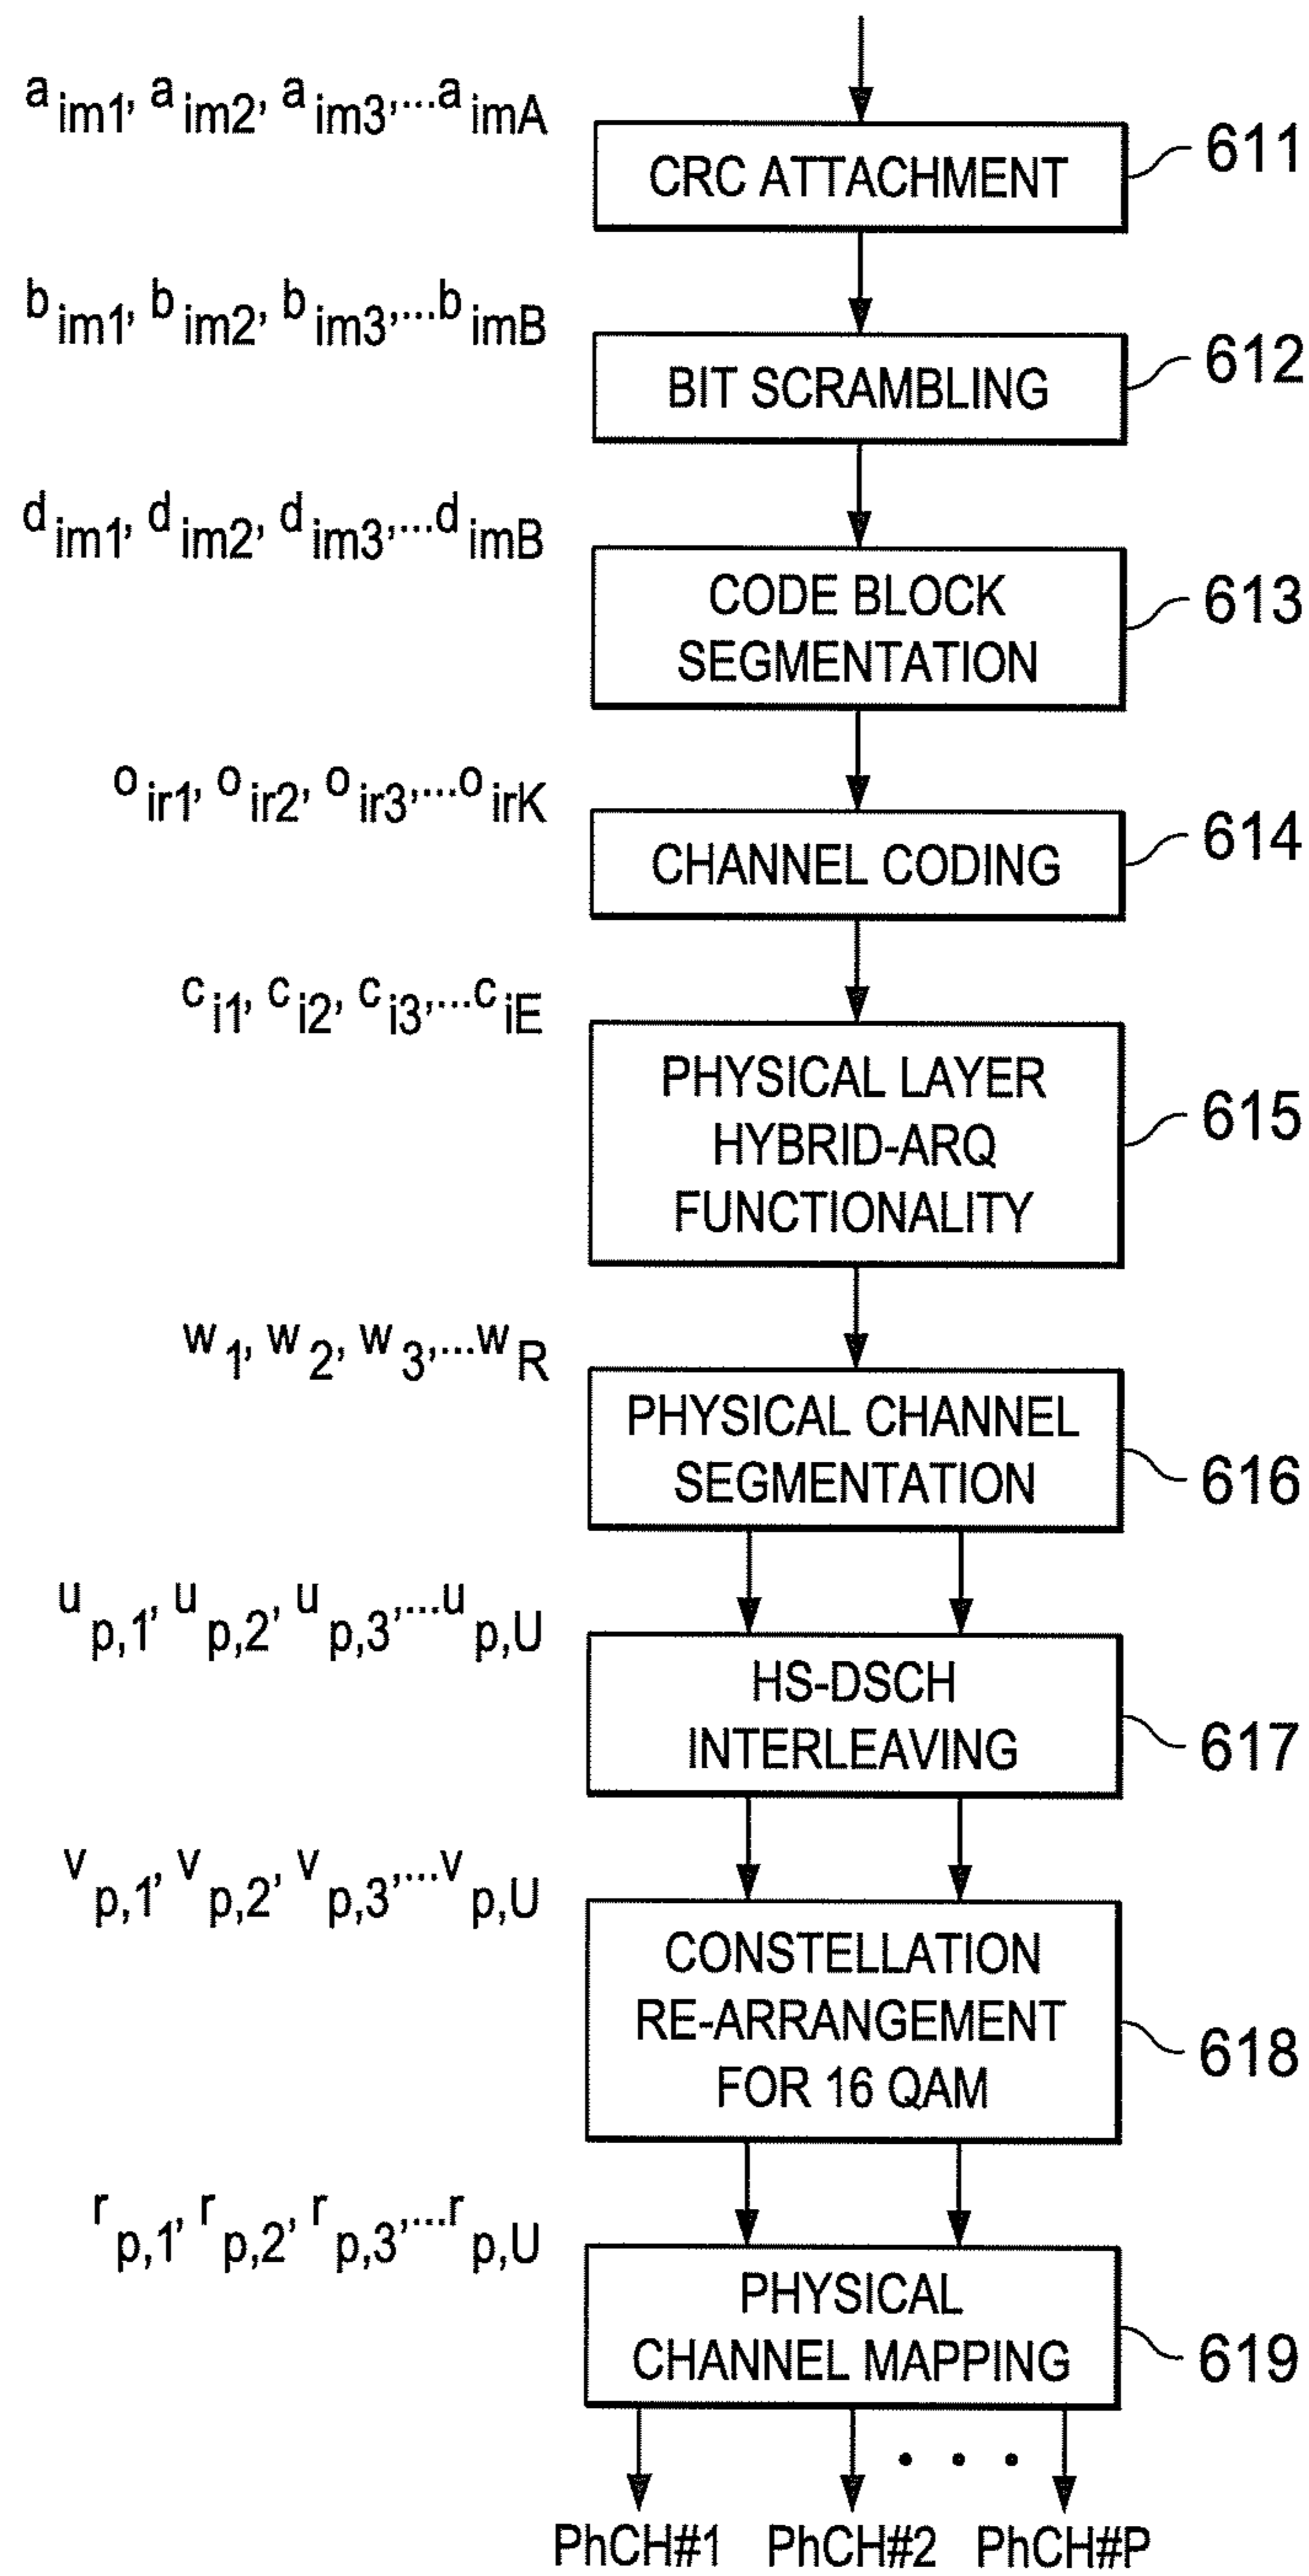 a im1, a im2, a im3,...a imA
CRC ATTACHMENT
611
b im1, b im2, b im3,...b imB
BIT SCRAMBLING
612
d im1, d im2, d im3,...d imB
CODE BLOCK
SEGMENTATION
613
o ir1, o ir2, o ir3,...o irK
CHANNEL CODING
614
c i1, c i2, c i3,...c iE
PHYSICAL LAYER
HYBRID-ARQ
FUNCTIONALITY
615
w 1, w 2, w 3,...w R
PHYSICAL CHANNEL
SEGMENTATION
616
u p,1, u p,2, u p,3,...u p,U
HS-DSCH
INTERLEAVING
617
v p,1, v p,2, v p,3,...v p,U
CONSTELLATION
RE-ARRANGEMENT
FOR 16 QAM
618
r p,1, r p,2, r p,3,...r p,U
PHYSICAL
CHANNEL MAPPING
619
• • •
PhCH#1 PhCH#2 PhCH#P